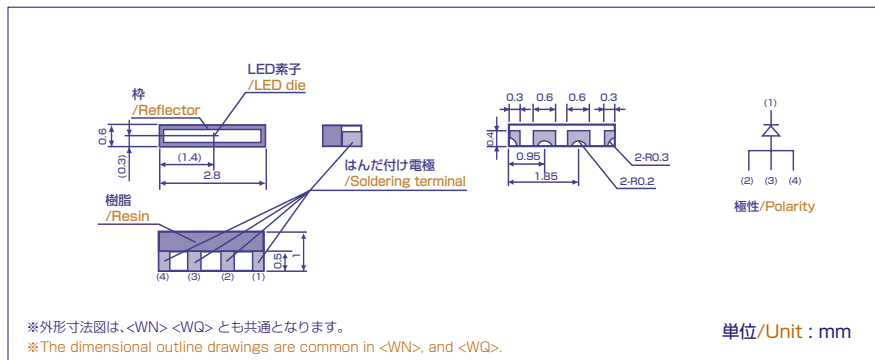 LED素子
/LED die
枠
/Reflector
0.6
(0.3)
(1.4)
2.8
はんだ付け電極
/Soldering terminal
樹脂
/Resin
0.5
1
(4) (3) (2) (1)
0.3 0.6 0.6 0.3
0.4
0.95
1.85
2-R0.3
2-R0.2
(1)
(2) (3) (4)
極性/Polarity
※外形寸法図は、<WN> <WQ> とも共通となります。
※The dimensional outline drawings are common in <WN>, and <WQ>.
単位/Unit : mm